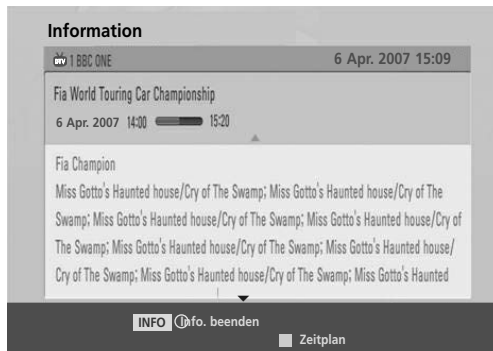 Information
DTV 1 BBC ONE 6 Apr. 2007 15:09
Fia World Touring Car Championship
6 Apr. 2007 14:00 15:20
Fia Champion
Miss Gotto's Haunted house/Cry of The Swamp; Miss Gotto's Haunted house/Cry of The
Swamp; Miss Gotto's Haunted house/Cry of The Swamp; Miss Gotto's Haunted house/Cry of
The Swamp; Miss Gotto's Haunted house/Cry of The Swamp; Miss Gotto's Haunted house/
Cry of The Swamp; Miss Gotto's Haunted house/Cry of The Swamp; Miss Gotto's Haunted
INFO Info. beenden
Zeitplan